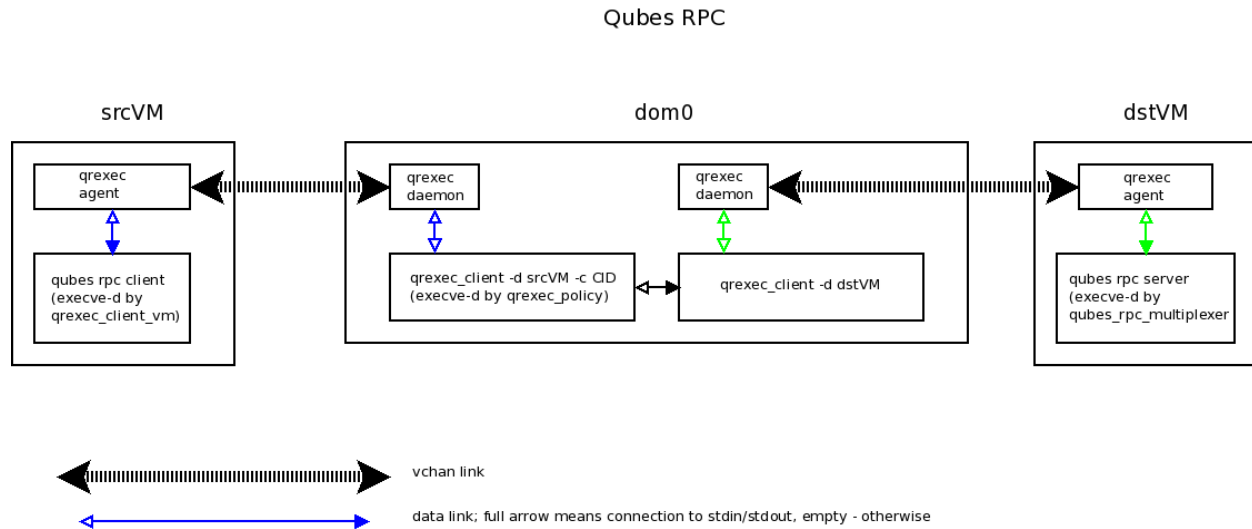 Qubes RPC
srcVM
dom0
dstVM
qrexec
agent
qrexec
daemon
qrexec
daemon
qrexec
agent
qubes rpc client
(execve-d by
qrexec_client_vm)
qrexec_client -d srcVM -c CID
(execve-d by qrexec_policy)
qrexec_client -d dstVM
qubes rpc server
(execve-d by
qubes_rpc_multiplexer
vchan link
data link; full arrow means connection to stdin/stdout, empty - otherwise